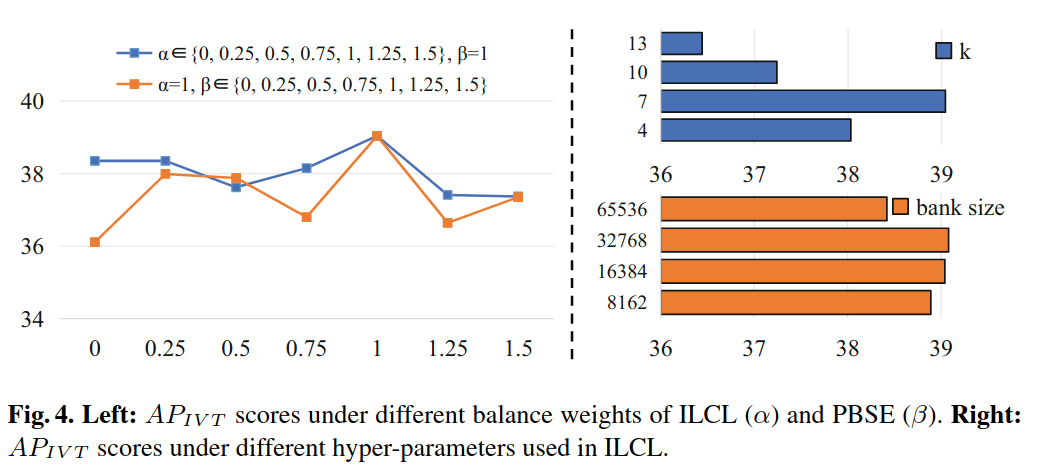 α∈{0, 0.25, 0.5, 0.75, 1, 1.25, 1.5}, β=1
α=1, β∈{0, 0.25, 0.5, 0.75, 1, 1.25, 1.5}
40
38
36
34
0 0.25 0.5 0.75 1 1.25 1.5
13
10
7
4
k
36 37 38 39
65536
32768
16384
8162
bank size
36 37 38 39
Fig. 4. Left: AP_{IVT} scores under different balance weights of ILCL (α) and PBSE (β). Right:
AP_{IVT} scores under different hyper-parameters used in ILCL.